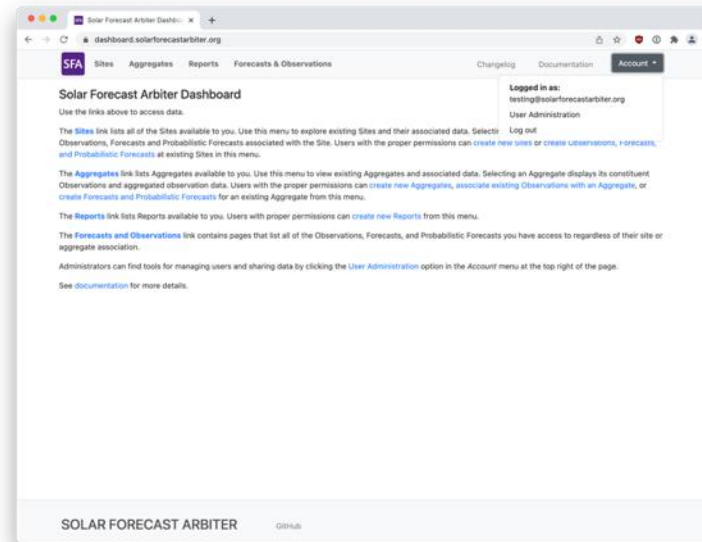 Solar Forecast Arbiter Dashbo
dashboard.solarforecastarbiter.org
SFA Sites Aggregates Reports Forecasts & Observations Changelog Documentation Account
Logged in as:
testing@solarforecastarbiter.org
User Administration
Log out
Solar Forecast Arbiter Dashboard
Use the links above to access data.
The Sites link lists all of the Sites available to you. Use this menu to explore existing Sites and their associated data. Selectin
Observations, Forecasts and Probabilistic Forecasts associated with the Site. Users with the proper permissions can create new Sites or create Observations, Forecasts,
and Probabilistic Forecasts at existing Sites in this menu.
The Aggregates link lists Aggregates available to you. Use this menu to view existing Aggregates and associated data. Selecting an Aggregate displays its constituent
Observations and aggregated observation data. Users with the proper permissions can create new Aggregates, associate existing Observations with an Aggregate, or
create Forecasts and Probabilistic Forecasts for an existing Aggregate from this menu.
The Reports link lists Reports available to you. Users with proper permissions can create new Reports from this menu.
The Forecasts and Observations link contains pages that list all of the Observations, Forecasts, and Probabilistic Forecasts you have access to regardless of their site or
aggregate association.
Administrators can find tools for managing users and sharing data by clicking the User Administration option in the Account menu at the top right of the page.
See documentation for more details.
SOLAR FORECAST ARBITER GitHub